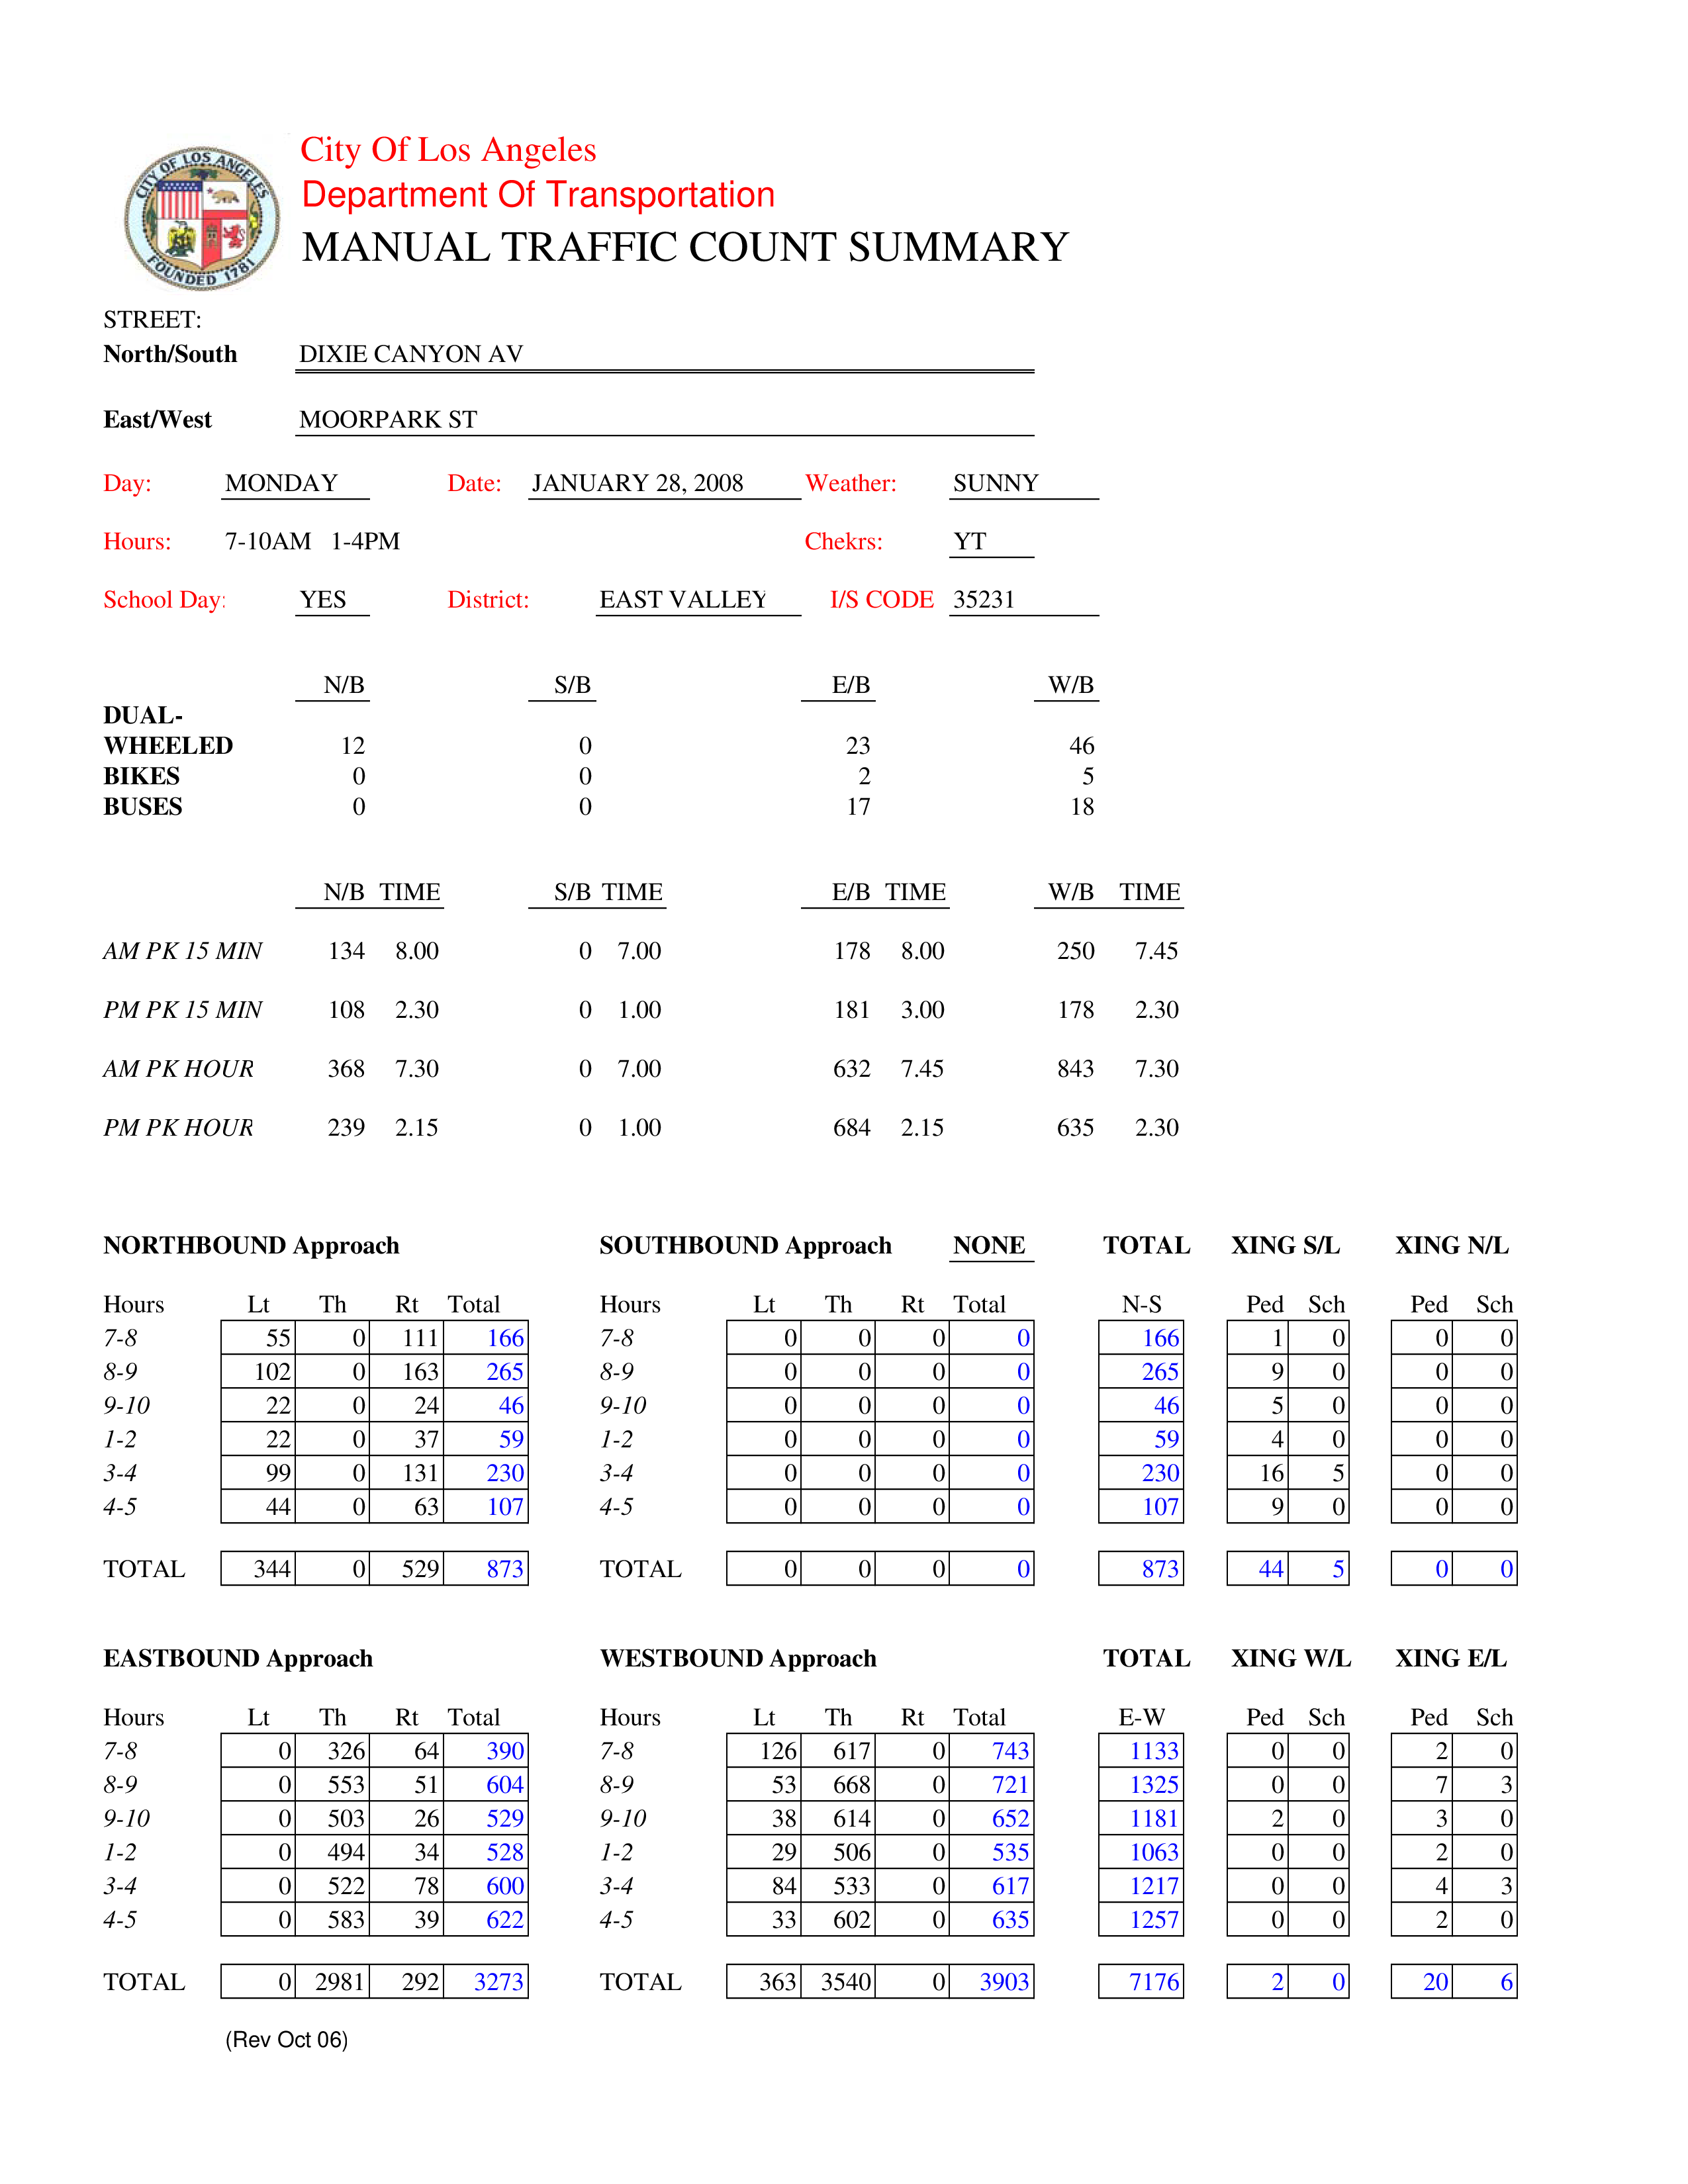 CITY OF LOS ANGELES
FOUNDED 1781
City Of Los Angeles
Department Of Transportation
MANUAL TRAFFIC COUNT SUMMARY
STREET:
North/South DIXIE CANYON AV
East/West MOORPARK ST
Day: MONDAY Date: JANUARY 28, 2008 Weather: SUNNY
Hours: 7-10AM 1-4PM Chekrs: YT
School Day: YES District: EAST VALLEY I/S CODE 35231
N/B S/B E/B W/B
DUAL-
WHEELED 12 0 23 46
BIKES 0 0 2 5
BUSES 0 0 17 18
N/B TIME S/B TIME E/B TIME W/B TIME
AM PK 15 MIN 134 8.00 0 7.00 178 8.00 250 7.45
PM PK 15 MIN 108 2.30 0 1.00 181 3.00 178 2.30
AM PK HOUR 368 7.30 0 7.00 632 7.45 843 7.30
PM PK HOUR 239 2.15 0 1.00 684 2.15 635 2.30
NORTHBOUND Approach SOUTHBOUND Approach NONE TOTAL XING S/L XING N/L
Hours Lt Th Rt Total Hours Lt Th Rt Total N-S Ped Sch Ped Sch
7-8 55 0 111 166 7-8 0 0 0 0 166 1 0 0 0
8-9 102 0 163 265 8-9 0 0 0 0 265 9 0 0 0
9-10 22 0 24 46 9-10 0 0 0 0 46 5 0 0 0
1-2 22 0 37 59 1-2 0 0 0 0 59 4 0 0 0
3-4 99 0 131 230 3-4 0 0 0 0 230 16 5 0 0
4-5 44 0 63 107 4-5 0 0 0 0 107 9 0 0 0
TOTAL 344 0 529 873 TOTAL 0 0 0 0 873 44 5 0 0
EASTBOUND Approach WESTBOUND Approach TOTAL XING W/L XING E/L
Hours Lt Th Rt Total Hours Lt Th Rt Total E-W Ped Sch Ped Sch
7-8 0 326 64 390 7-8 126 617 0 743 1133 0 0 2 0
8-9 0 553 51 604 8-9 53 668 0 721 1325 0 0 7 3
9-10 0 503 26 529 9-10 38 614 0 652 1181 2 0 3 0
1-2 0 494 34 528 1-2 29 506 0 535 1063 0 0 2 0
3-4 0 522 78 600 3-4 84 533 0 617 1217 0 0 4 3
4-5 0 583 39 622 4-5 33 602 0 635 1257 0 0 2 0
TOTAL 0 2981 292 3273 TOTAL 363 3540 0 3903 7176 2 0 20 6
(Rev Oct 06)